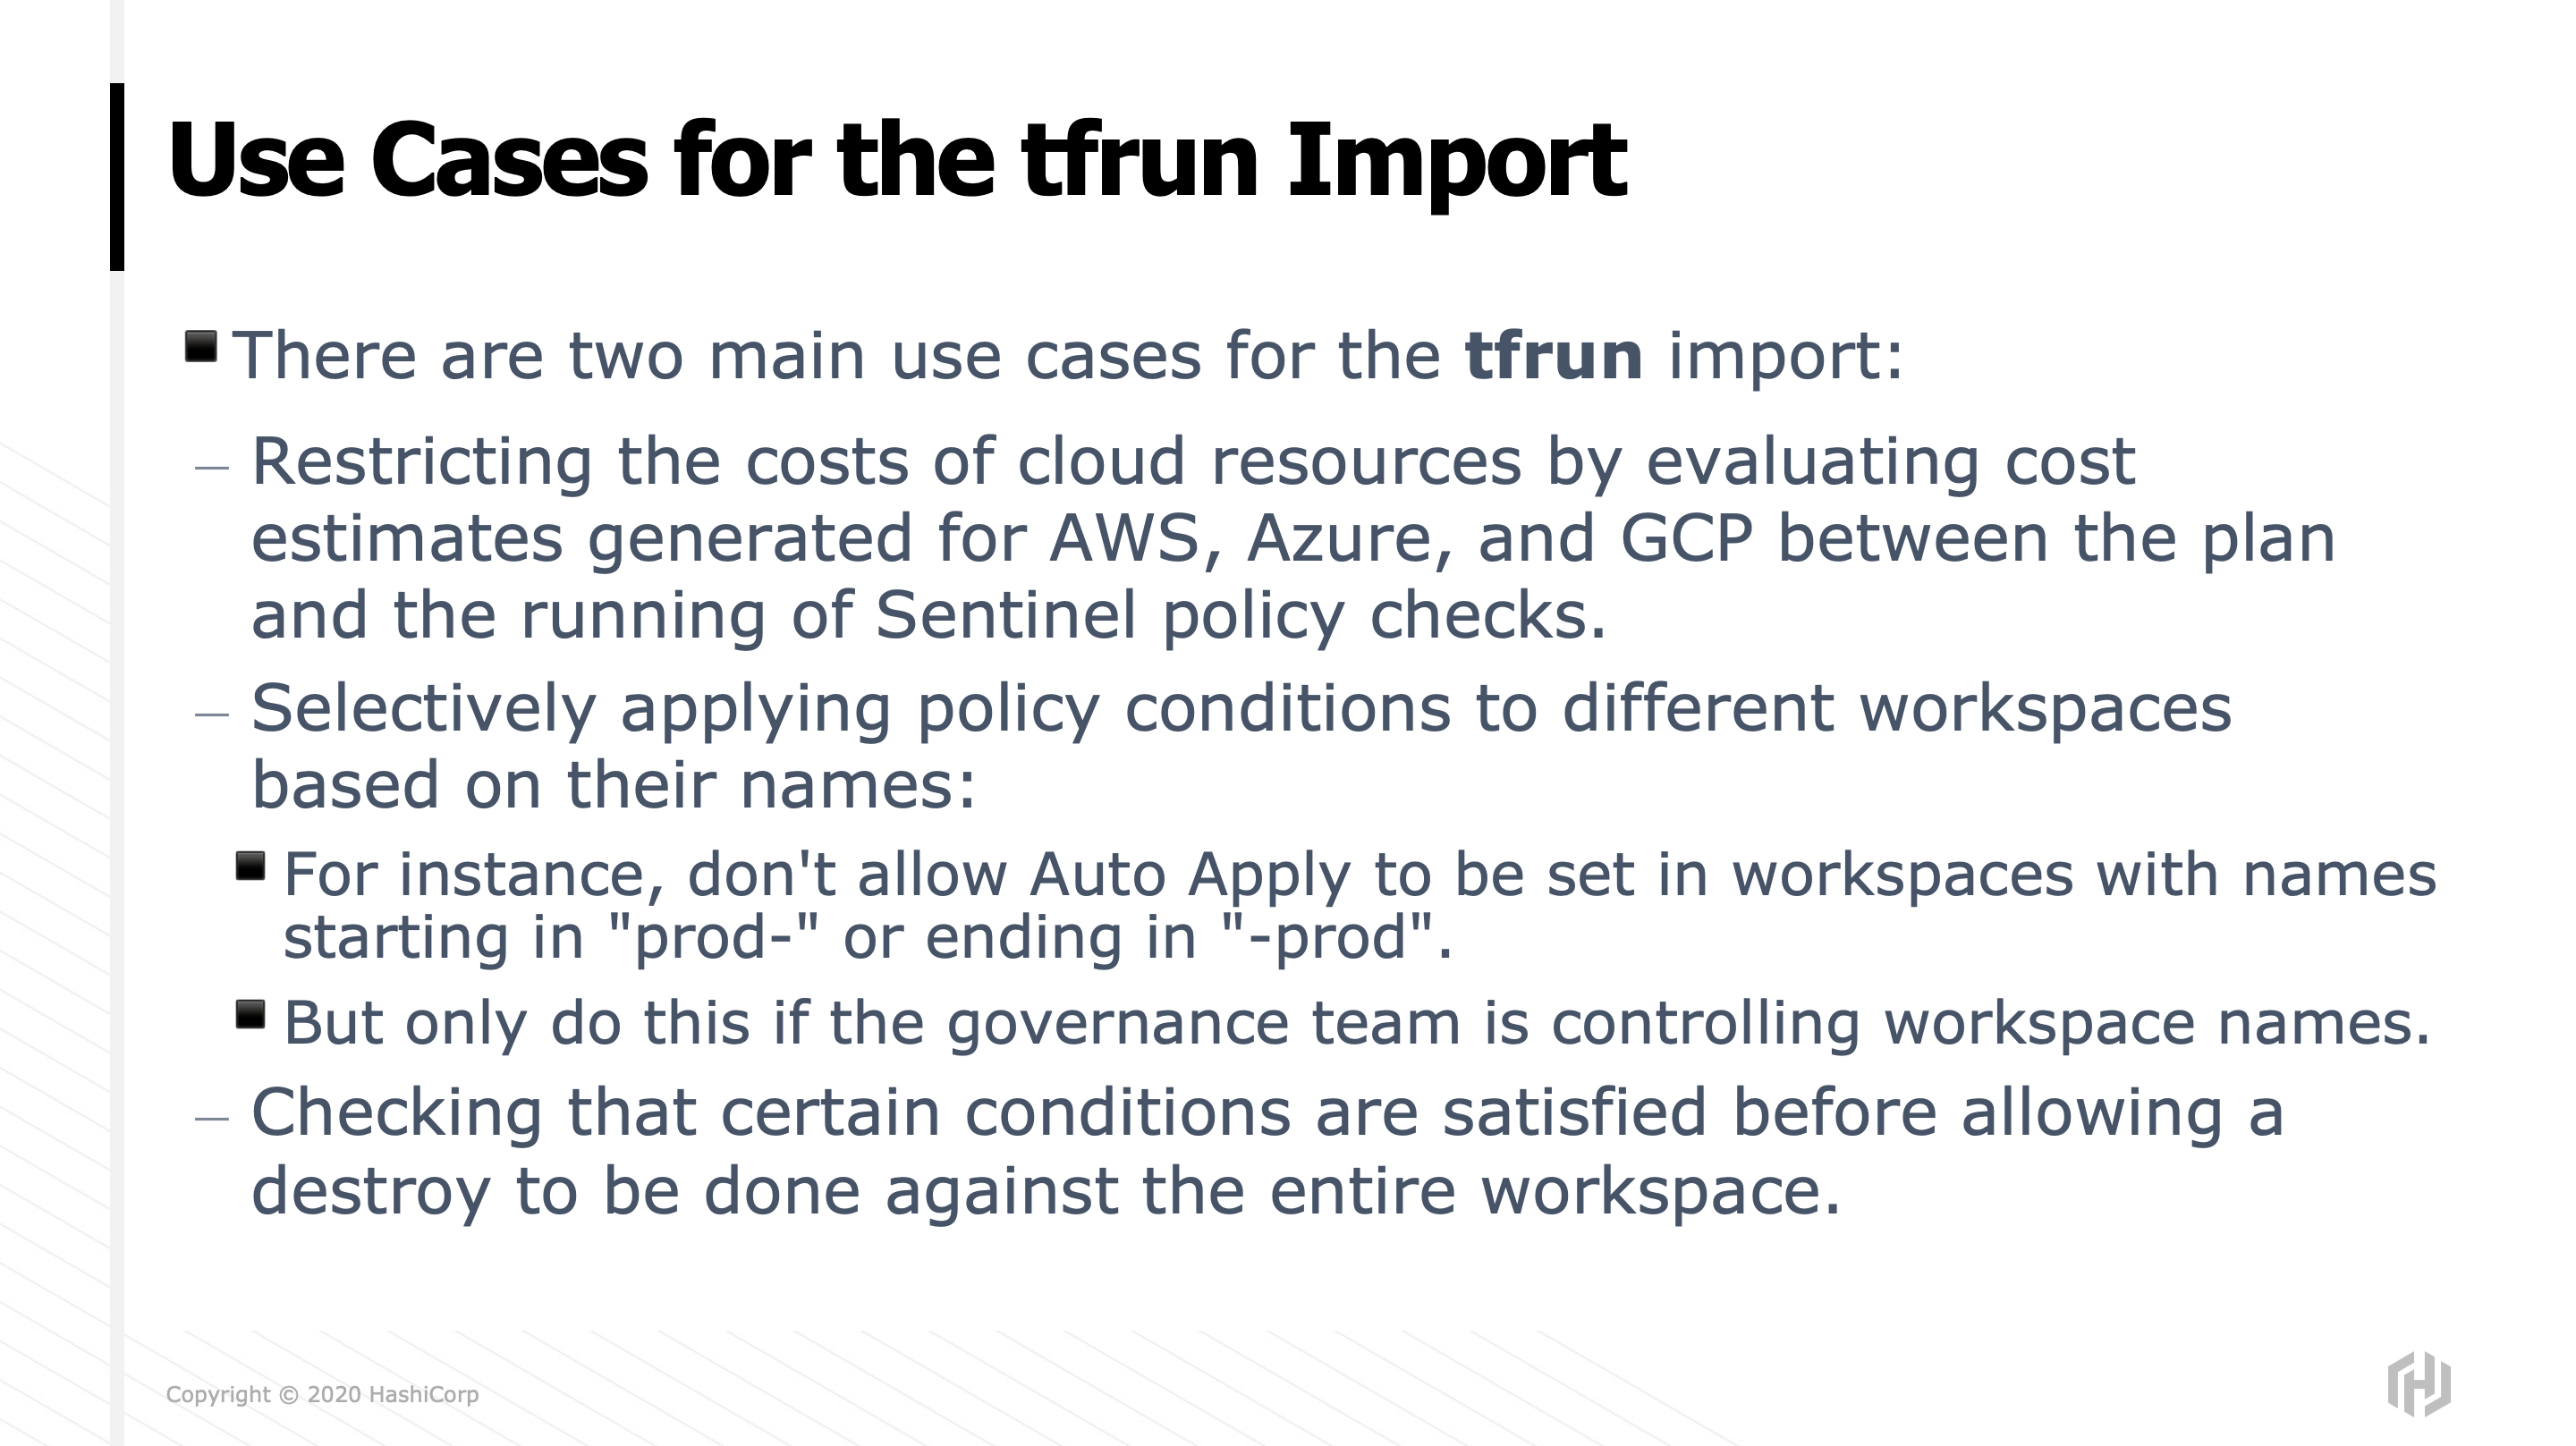 Use Cases for the tfrun Import
There are two main use cases for the tfrun import:
– Restricting the costs of cloud resources by evaluating cost
estimates generated for AWS, Azure, and GCP between the plan
and the running of Sentinel policy checks.
– Selectively applying policy conditions to different workspaces
based on their names:
For instance, don't allow Auto Apply to be set in workspaces with names
starting in "prod-" or ending in "-prod".
But only do this if the governance team is controlling workspace names.
– Checking that certain conditions are satisfied before allowing a
destroy to be done against the entire workspace.
Copyright © 2020 HashiCorp